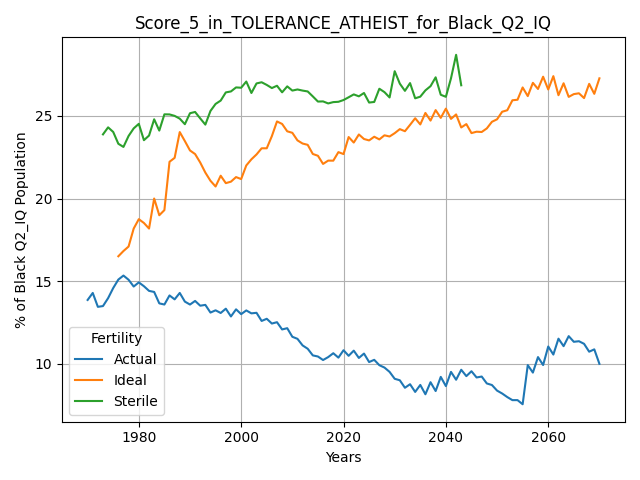 Score_5_in_TOLERANCE_ATHEIST_for_Black_Q2_IQ
% of Black Q2_IQ Population
25
20
15
10
Fertility
Actual
Ideal
Sterile
1980
2000
2020
2040
2060
Years